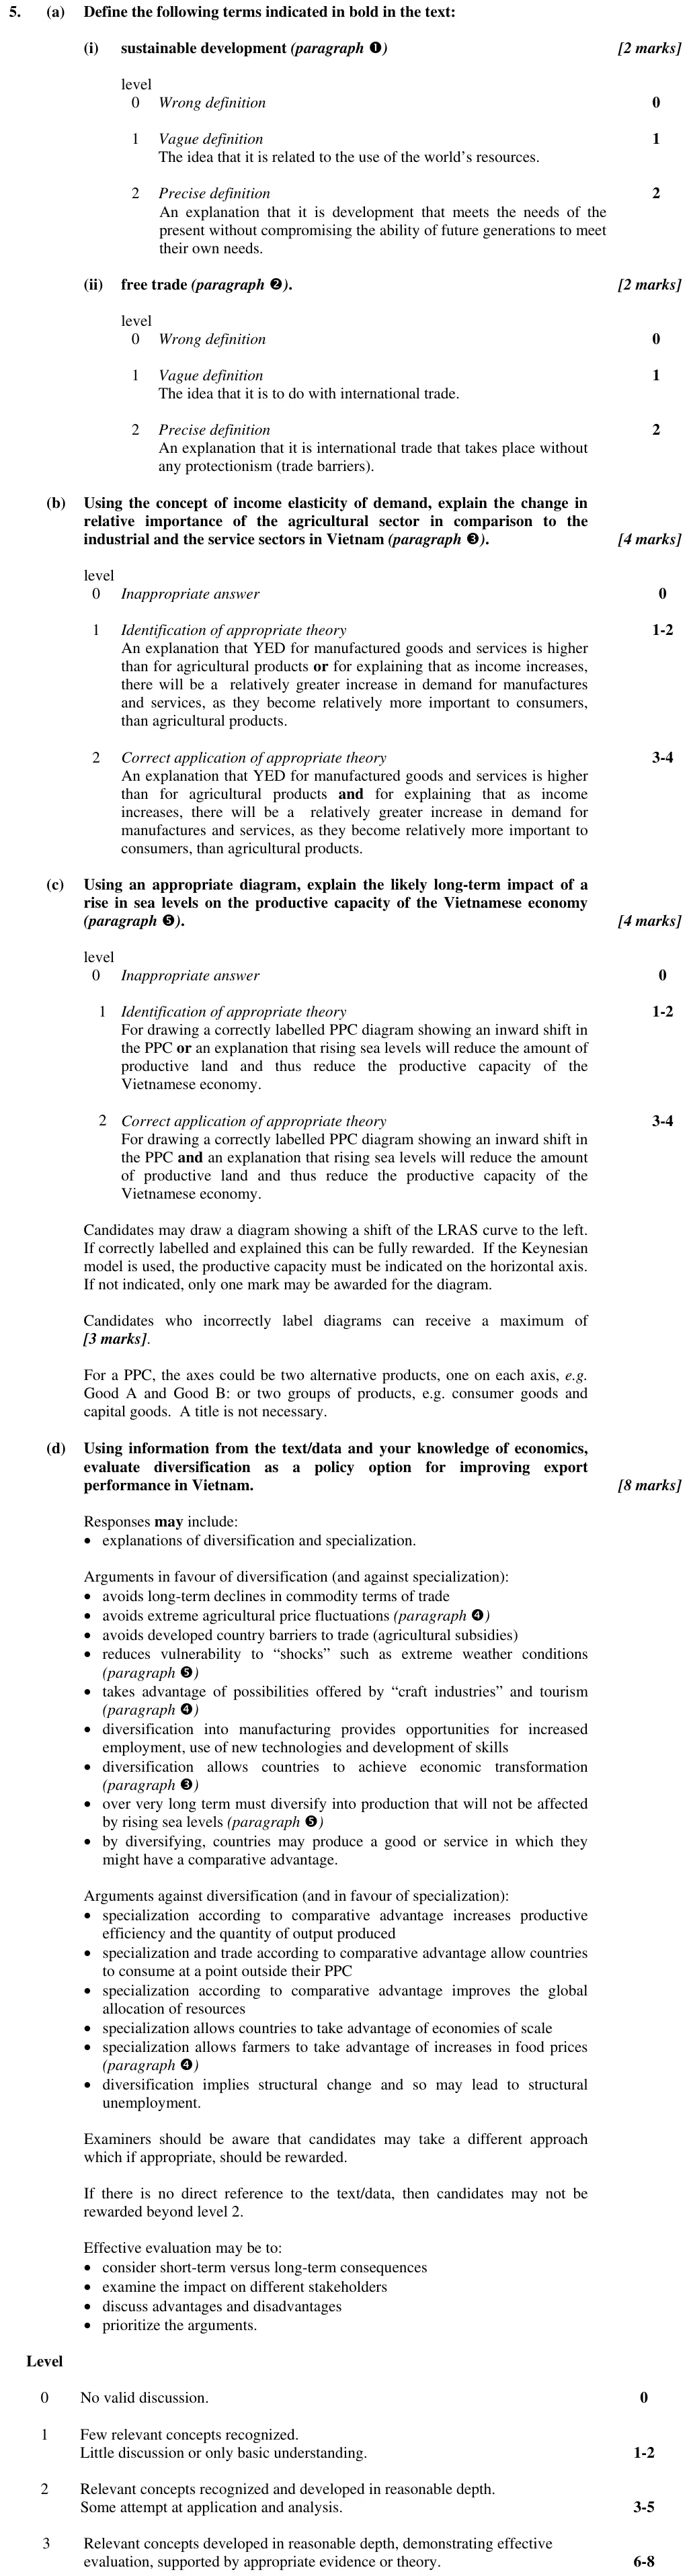 5. (a) Define the following terms indicated in bold in the text:
(i) sustainable development (paragraph ❶) [2 marks]
level
0 Wrong definition 0
1 Vague definition 1
The idea that it is related to the use of the world's resources.
2 Precise definition 2
An explanation that it is development that meets the needs of the
present without compromising the ability of future generations to meet
their own needs.
(ii) free trade (paragraph ❷). [2 marks]
level
0 Wrong definition 0
1 Vague definition 1
The idea that it is to do with international trade.
2 Precise definition 2
An explanation that it is international trade that takes place without
any protectionism (trade barriers).
(b) Using the concept of income elasticity of demand, explain the change in
relative importance of the agricultural sector in comparison to the
industrial and the service sectors in Vietnam (paragraph ❸). [4 marks]
level
0 Inappropriate answer 0
1 Identification of appropriate theory 1-2
An explanation that YED for manufactured goods and services is higher
than for agricultural products or for explaining that as income increases,
there will be a relatively greater increase in demand for manufactures
and services, as they become relatively more important to consumers,
than agricultural products.
2 Correct application of appropriate theory 3-4
An explanation that YED for manufactured goods and services is higher
than for agricultural products and for explaining that as income
increases, there will be a relatively greater increase in demand for
manufactures and services, as they become relatively more important to
consumers, than agricultural products.
(c) Using an appropriate diagram, explain the likely long-term impact of a
rise in sea levels on the productive capacity of the Vietnamese economy
(paragraph ❺). [4 marks]
level
0 Inappropriate answer 0
1 Identification of appropriate theory 1-2
For drawing a correctly labelled PPC diagram showing an inward shift in
the PPC or an explanation that rising sea levels will reduce the amount of
productive land and thus reduce the productive capacity of the
Vietnamese economy.
2 Correct application of appropriate theory 3-4
For drawing a correctly labelled PPC diagram showing an inward shift in
the PPC and an explanation that rising sea levels will reduce the amount
of productive land and thus reduce the productive capacity of the
Vietnamese economy.
Candidates may draw a diagram showing a shift of the LRAS curve to the left.
If correctly labelled and explained this can be fully rewarded. If the Keynesian
model is used, the productive capacity must be indicated on the horizontal axis.
If not indicated, only one mark may be awarded for the diagram.
Candidates who incorrectly label diagrams can receive a maximum of
[3 marks].
For a PPC, the axes could be two alternative products, one on each axis, e.g.
Good A and Good B: or two groups of products, e.g. consumer goods and
capital goods. A title is not necessary.
(d) Using information from the text/data and your knowledge of economics,
evaluate diversification as a policy option for improving export
performance in Vietnam. [8 marks]
Responses may include:
• explanations of diversification and specialization.
Arguments in favour of diversification (and against specialization):
• avoids long-term declines in commodity terms of trade
• avoids extreme agricultural price fluctuations (paragraph ❹)
• avoids developed country barriers to trade (agricultural subsidies)
• reduces vulnerability to “shocks” such as extreme weather conditions
(paragraph ❺)
• takes advantage of possibilities offered by “craft industries” and tourism
(paragraph ❹)
• diversification into manufacturing provides opportunities for increased
employment, use of new technologies and development of skills
• diversification allows countries to achieve economic transformation
(paragraph ❸)
• over very long term must diversify into production that will not be affected
by rising sea levels (paragraph ❺)
• by diversifying, countries may produce a good or service in which they
might have a comparative advantage.
Arguments against diversification (and in favour of specialization):
• specialization according to comparative advantage increases productive
efficiency and the quantity of output produced
• specialization and trade according to comparative advantage allow countries
to consume at a point outside their PPC
• specialization according to comparative advantage improves the global
allocation of resources
• specialization allows countries to take advantage of economies of scale
• specialization allows farmers to take advantage of increases in food prices
(paragraph ❹)
• diversification implies structural change and so may lead to structural
unemployment.
Examiners should be aware that candidates may take a different approach
which if appropriate, should be rewarded.
If there is no direct reference to the text/data, then candidates may not be
rewarded beyond level 2.
Effective evaluation may be to:
• consider short-term versus long-term consequences
• examine the impact on different stakeholders
• discuss advantages and disadvantages
• prioritize the arguments.
Level
0 No valid discussion. 0
1 Few relevant concepts recognized.
Little discussion or only basic understanding. 1-2
2 Relevant concepts recognized and developed in reasonable depth.
Some attempt at application and analysis. 3-5
3 Relevant concepts developed in reasonable depth, demonstrating effective
evaluation, supported by appropriate evidence or theory. 6-8